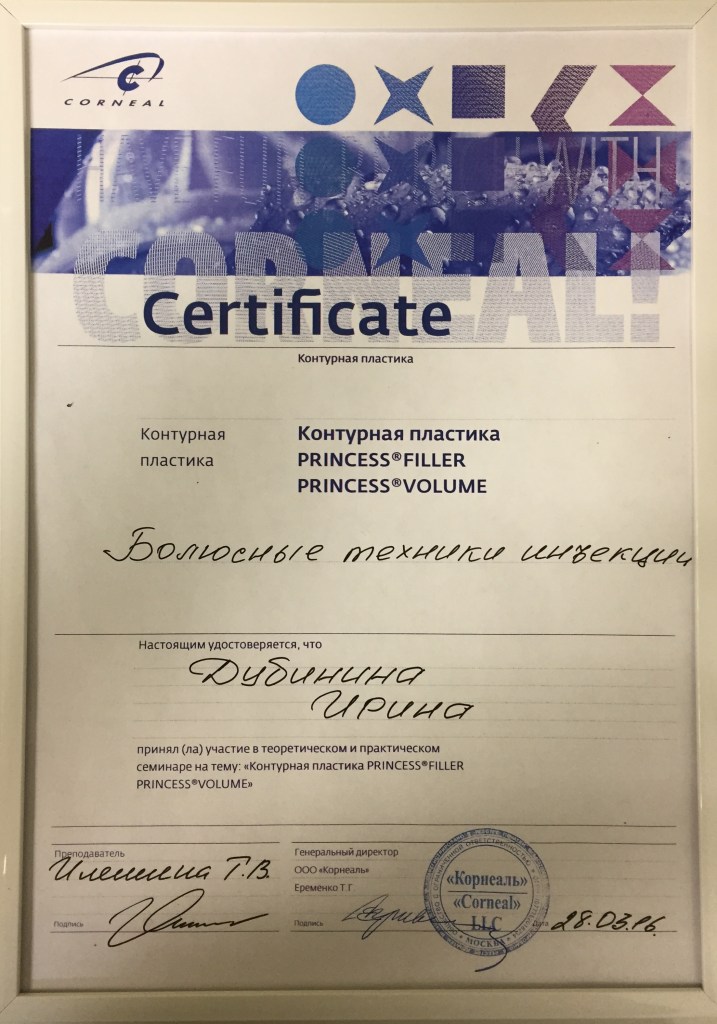 CORNEAL
WITH
CORNEAL!
Certificate
Контурная пластика
Контурная
пластика
Контурная пластика
PRINCESS®FILLER
PRINCESS®VOLUME
Болюсные техники инъекции
Настоящим удостоверяется, что
Дубинина
Ирина
принял (ла) участие в теоретическом и практическом
семинаре на тему: «Контурная пластика PRINCESS®FILLER
PRINCESS®VOLUME»
Преподаватель
Т.В.
Подпись
Генеральный директор
ООО «Корнеаль»
Еременко Т.Г.
Подпись
«Корнеаль»
«Corneal»
LLC
МОСКВА
Дата
28.03.16.